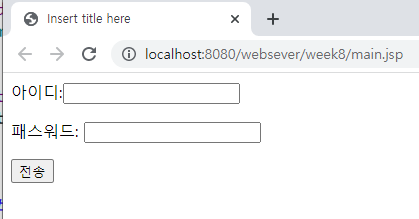 Insert title here
localhost:8080/websever/week8/main.jsp
아이디:
패스워드:
전송